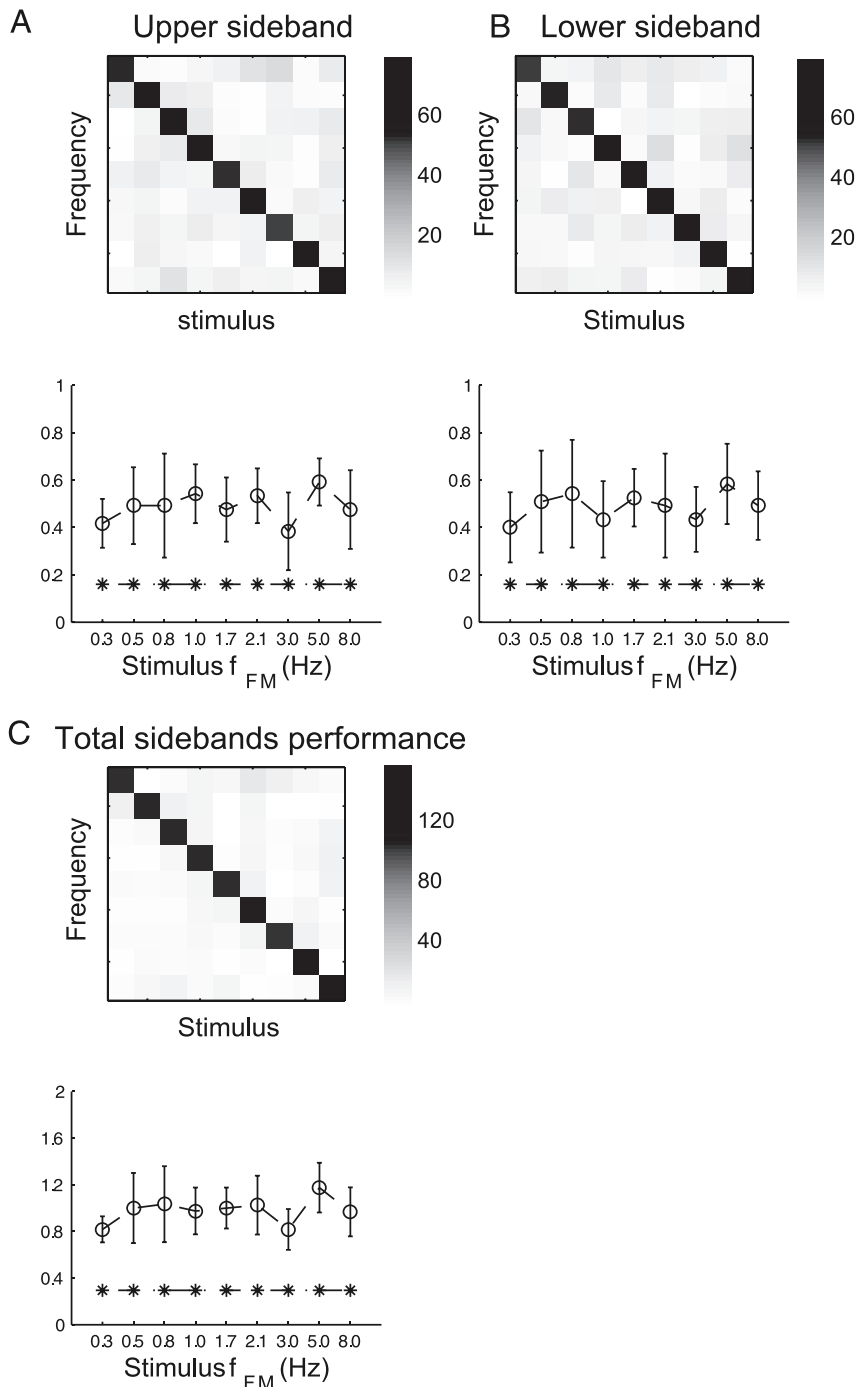 A Upper sideband
Frequency
60
40
20
stimulus
1
0.8
0.6
0.4
0.2
0
0.3 0.5 0.8 1.0 1.7 2.1 3.0 5.0 8.0
Stimulus f FM (Hz)
B Lower sideband
Frequency
60
40
20
Stimulus
1
0.8
0.6
0.4
0.2
0
0.3 0.5 0.8 1.0 1.7 2.1 3.0 5.0 8.0
Stimulus f FM (Hz)
C Total sidebands performance
Frequency
120
80
40
Stimulus
2
1.6
1.2
0.8
0.4
0
0.3 0.5 0.8 1.0 1.7 2.1 3.0 5.0 8.0
Stimulus f FM (Hz)